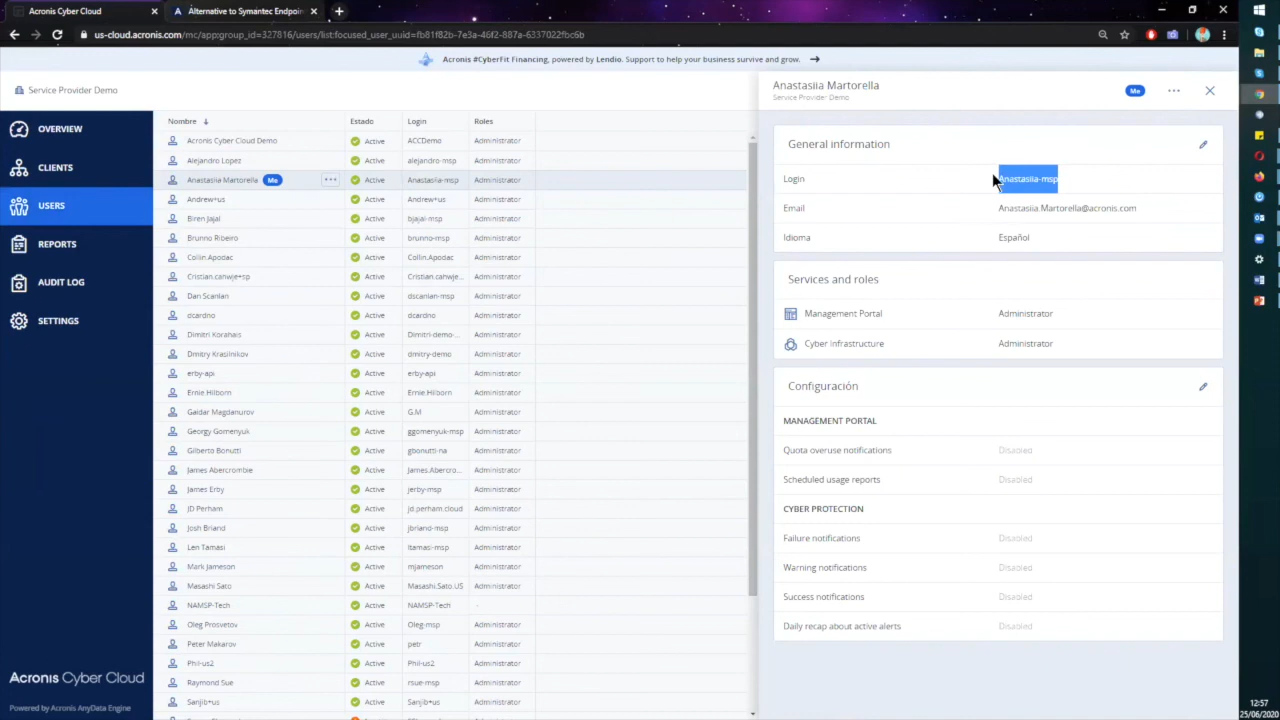 Acronis Cyber Cloud
Alternative to Symantec Endpoin
us-cloud.acronis.com/mc/app;group_id=327816/users/list;focused_user_uuid=fb81f82b-7e3a-46f2-887a-6337022fbc6b
Acronis #CyberFit Financing, powered by Lendio. Support to help your business survive and grow.
Service Provider Demo
OVERVIEW
CLIENTS
USERS
REPORTS
AUDIT LOG
SETTINGS
Acronis Cyber Cloud
Powered by Acronis AnyData Engine
Nombre Estado Login Roles
Acronis Cyber Cloud Demo Active ACCDemo Administrator
Alejandro Lopez Active alejandro-msp Administrator
Anastasiia Martorella Me Active Anastasiia-msp Administrator
Andrew+us Active Andrew+us Administrator
Biren Jajal Active bjajal-msp Administrator
Brunno Ribeiro Active brunno-msp Administrator
Collin.Apodac Active Collin.Apodac Administrator
Cristian.cahwje+sp Active Cristian.cahwje... Administrator
Dan Scanlan Active dscanlan-msp Administrator
dcardno Active dcardno Administrator
Dimitri Korahais Active Dimitri-demo-... Administrator
Dmitry Krasilnikov Active dmitry-demo Administrator
erby-api Active erby-api Administrator
Ernie.Hilborn Active Ernie.Hilborn Administrator
Gaidar Magdanurov Active G.M Administrator
Georgy Gomenyuk Active ggomenyuk-msp Administrator
Gilberto Bonutti Active gbonutti-na Administrator
James Abercrombie Active James.Abercro... Administrator
James Erby Active jerby-msp Administrator
JD Perham Active jd.perham.cloud Administrator
Josh Briand Active jbriand-msp Administrator
Len Tamasi Active ltamasi-msp Administrator
Mark Jameson Active mjameson Administrator
Masashi Sato Active Masashi.Sato.US Administrator
NAMSP-Tech Active NAMSP-Tech -
Oleg Prosvetov Active Oleg-msp Administrator
Peter Makarov Active petr Administrator
Phil-us2 Active Phil-us2 Administrator
Raymond Sue Active rsue-msp Administrator
Sanjib+us Active Sanjib+us Administrator
Anastasiia Martorella
Service Provider Demo
Me
General information
Login Anastasiia-msp
Email Anastasiia.Martorella@acronis.com
Idioma Español
Services and roles
Management Portal Administrator
Cyber Infrastructure Administrator
Configuración
MANAGEMENT PORTAL
Quota overuse notifications Disabled
Scheduled usage reports Disabled
CYBER PROTECTION
Failure notifications Disabled
Warning notifications Disabled
Success notifications Disabled
Daily recap about active alerts Disabled
12:57
25/06/2020